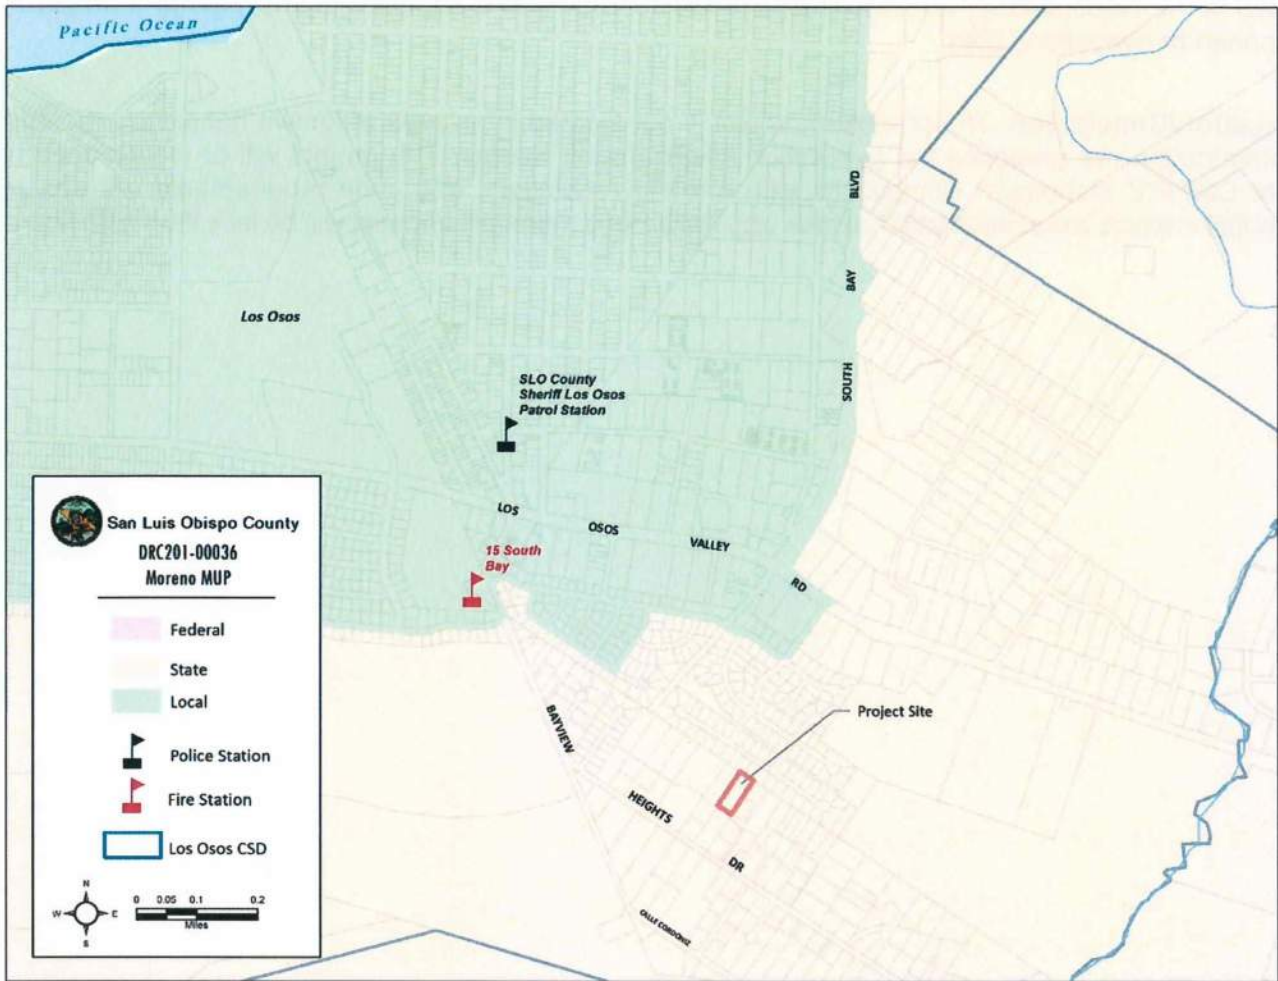 Pacific Ocean
BLVD
BAY
SOUTH
Los Osos
SLO County
Sheriff Los Osos
Patrol Station
LOS
OSOS
VALLEY
RD
15 South
Bay
San Luis Obispo County
DRC201-00036
Moreno MUP
Federal
State
Local
Police Station
Fire Station
Los Osos CSD
N
W
E
S
0 0.05 0.1 0.2
Miles
BAYVIEW
HEIGHTS
DR
Project Site
CALLE CORDONIZ